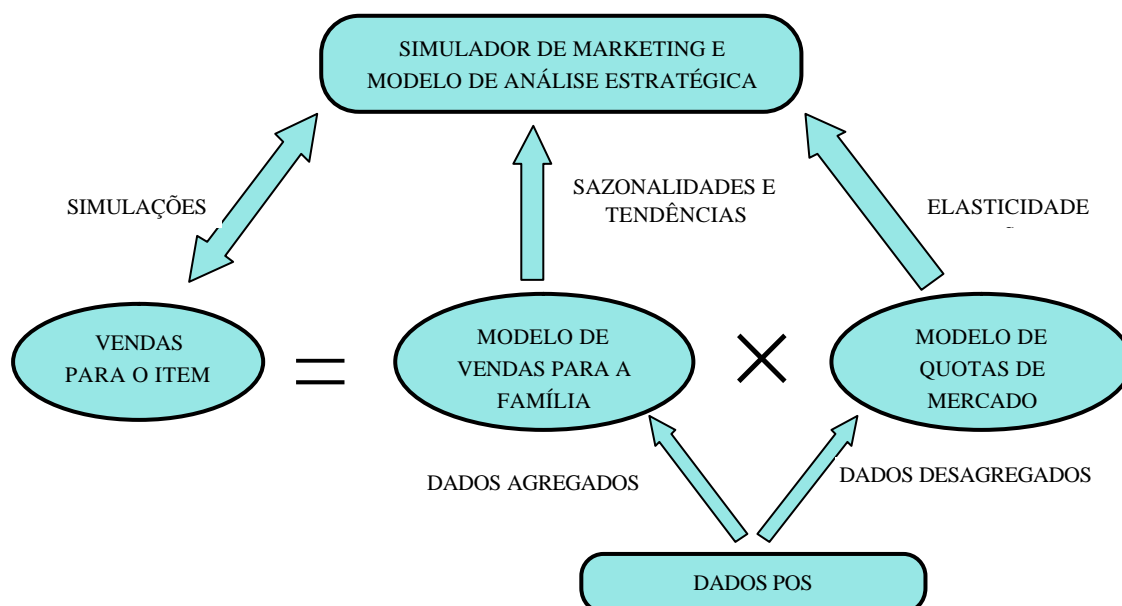 SIMULADOR DE MARKETING E
MODELO DE ANÁLISE ESTRATÉGICA
SIMULAÇÕES
SAZONALIDADES E
TENDÊNCIAS
ELASTICIDADE
VENDAS
PARA O ITEM
=
MODELO DE
VENDAS PARA A
FAMÍLIA
×
MODELO DE
QUOTAS DE
MERCADO
DADOS AGREGADOS
DADOS DESAGREGADOS
DADOS POS